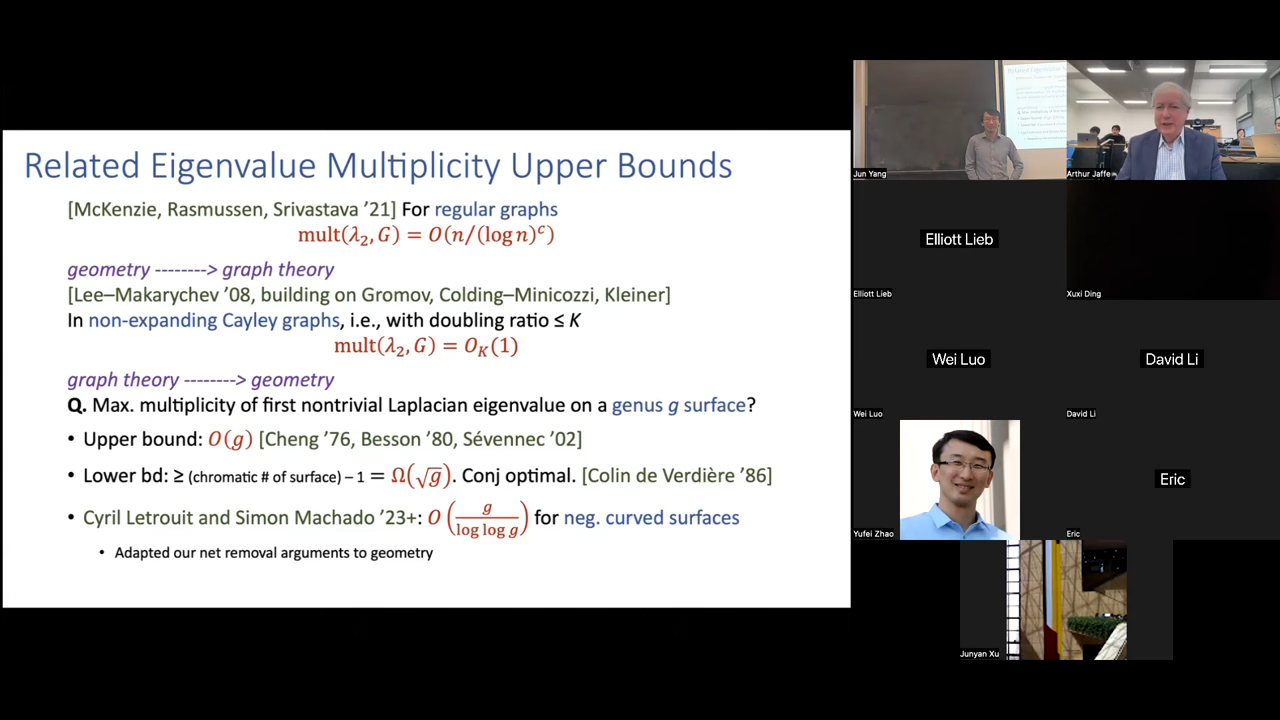 Related Eigenvalue Multiplicity Upper Bounds
[McKenzie, Rasmussen, Srivastava ’21] For regular graphs
mult(λ₂, G) = O(n/(log n)ᶜ)
geometry --------> graph theory
[Lee–Makarychev ’08, building on Gromov, Colding–Minicozzi, Kleiner]
In non-expanding Cayley graphs, i.e., with doubling ratio ≤ K
mult(λ₂, G) = O_K(1)
graph theory --------> geometry
Q. Max. multiplicity of first nontrivial Laplacian eigenvalue on a genus g surface?
• Upper bound: O(g) [Cheng ’76, Besson ’80, Sévennec ’02]
• Lower bd: ≥ (chromatic # of surface) – 1 = Ω(√g). Conj optimal. [Colin de Verdière ’86]
• Cyril Letrouit and Simon Machado ’23+: O(g / log log g) for neg. curved surfaces
• Adapted our net removal arguments to geometry
Jun Yang
Arthur Jaffe
Elliott Lieb
Elliott Lieb
Xuxi Ding
Wei Luo
Wei Luo
David Li
David Li
Yufei Zhao
Eric
Eric
Junyan Xu